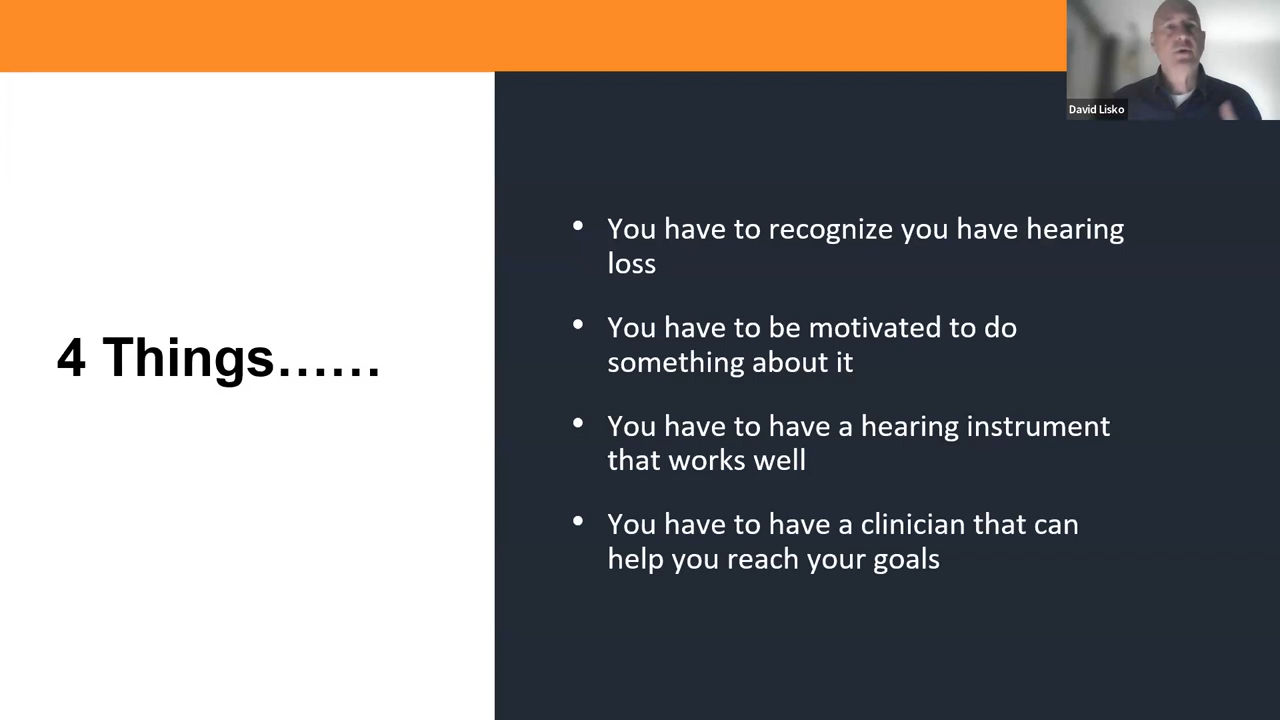 David Lisko
4 Things......
• You have to recognize you have hearing
loss
• You have to be motivated to do
something about it
• You have to have a hearing instrument
that works well
• You have to have a clinician that can
help you reach your goals